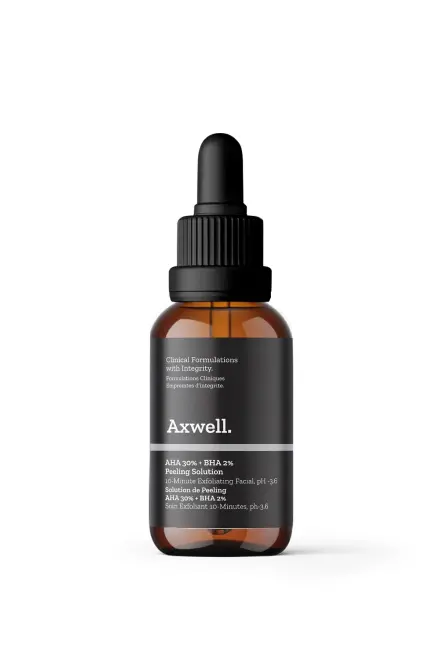 Clinical Formulations
with Integrity.
Formulations Cliniques
Empreintes d'integrite.
Axwell.
AHA 30% + BHA 2%
Peeling Solution
10-Minute Exfoliating Facial, pH -3.6
Solution de Peeling
AHA 30% + BHA 2%
Soin Exfoliant 10-Minutes, ph-3.6